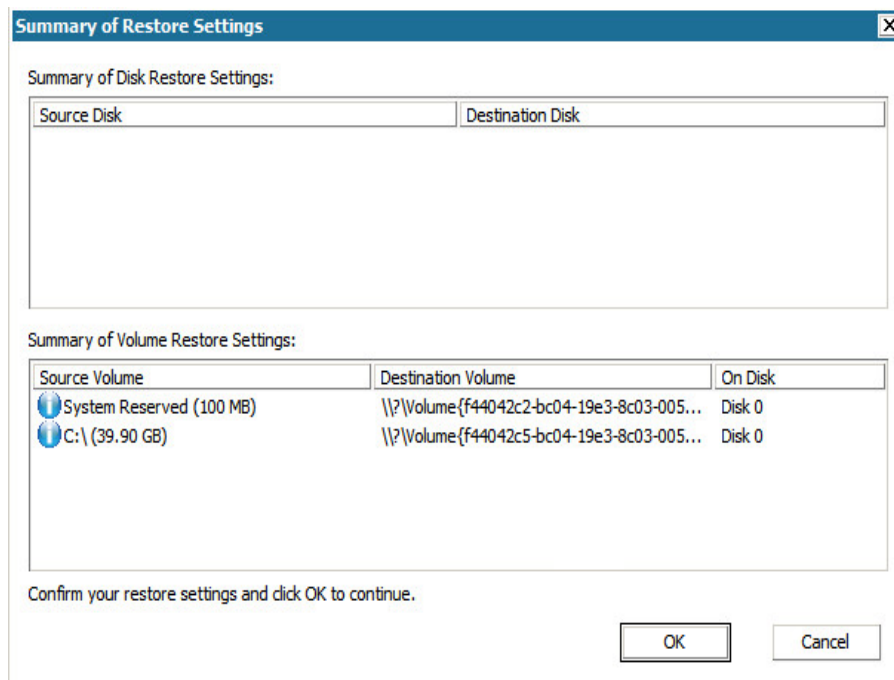 Summary of Restore Settings
Summary of Disk Restore Settings:
Source Disk Destination Disk
Summary of Volume Restore Settings:
Source Volume Destination Volume On Disk
System Reserved (100 MB) \\?\Volume{f44042c2-bc04-19e3-8c03-005... Disk 0
C:\ (39.90 GB) \\?\Volume{f44042c5-bc04-19e3-8c03-005... Disk 0
Confirm your restore settings and click OK to continue.
OK Cancel